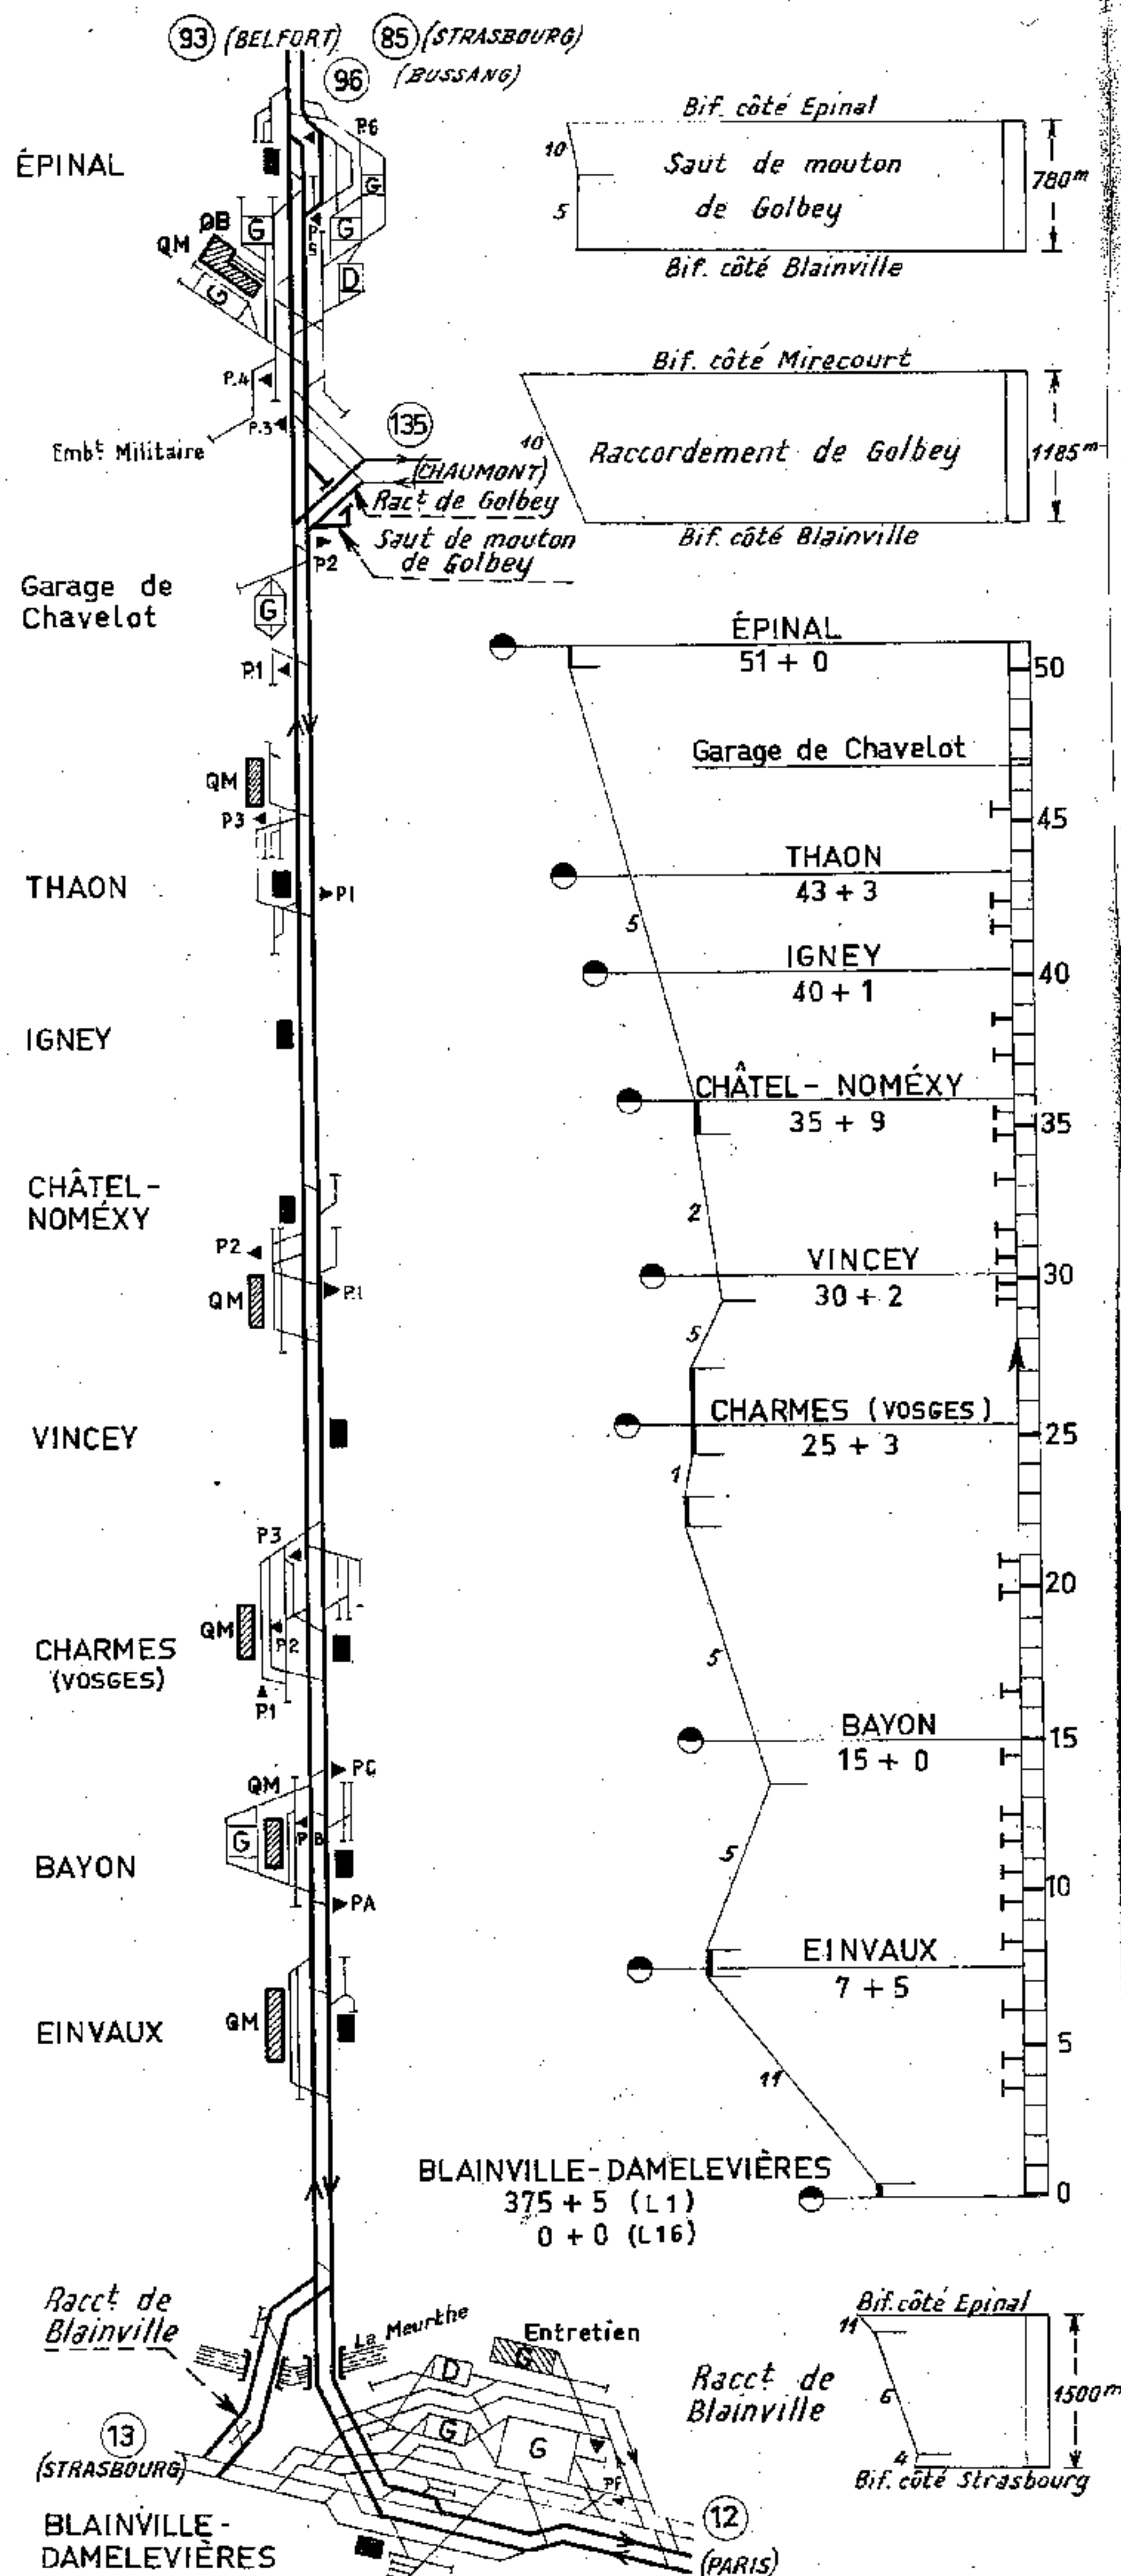 93 (BELFORT) 85 (STRASBOURG)
96 (BUSSANG)
P.6
ÉPINAL
G
QB
QM
G
G
P5
D
G
P.4
P.3
135
Embt Militaire
(CHAUMONT)
Ract de Golbey
Saut de mouton
de Golbey
P2
Garage de
Chavelot
G
P.1
QM
P3
THAON
P1
IGNEY
CHÂTEL-
NOMÉXY
P2
QM
P.1
VINCEY
P3
QM
P2
CHARMES
(VOSGES)
P.1
PC
QM
PB
G
BAYON
PA
QM
EINVAUX
Racct de
Blainville
La Meurthe
Entretien
G
D
G
G
PF
13
(STRASBOURG)
12
(PARIS)
BLAINVILLE-
DAMELEVIÈRES
Bif. côté Epinal
10
Saut de mouton
de Golbey
780m
5
Bif. côté Blainville
Bif. côté Mirecourt
10
Raccordement de Golbey
1185m
Bif. côté Blainville
ÉPINAL
51 + 0
50
Garage de Chavelot
45
THAON
43 + 3
5
IGNEY
40 + 1
40
CHÂTEL-NOMÉXY
35 + 9
35
2
VINCEY
30 + 2
30
5
CHARMES (VOSGES)
25 + 3
25
1
20
5
BAYON
15 + 0
15
5
10
EINVAUX
7 + 5
5
11
BLAINVILLE-DAMELEVIÈRES
375 + 5 (L1)
0 + 0 (L16)
0
Bif. côté Epinal
11
Racct de
Blainville
6
1500m
4
Bif. côté Strasbourg